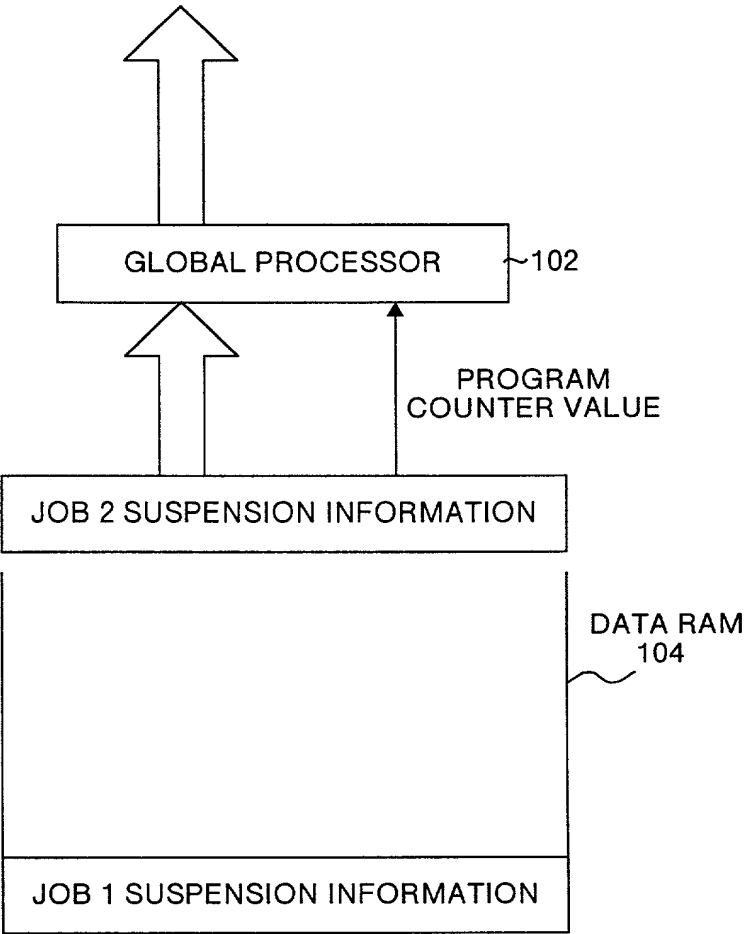 GLOBAL PROCESSOR
102
PROGRAM
COUNTER VALUE
JOB 2 SUSPENSION INFORMATION
DATA RAM
104
JOB 1 SUSPENSION INFORMATION